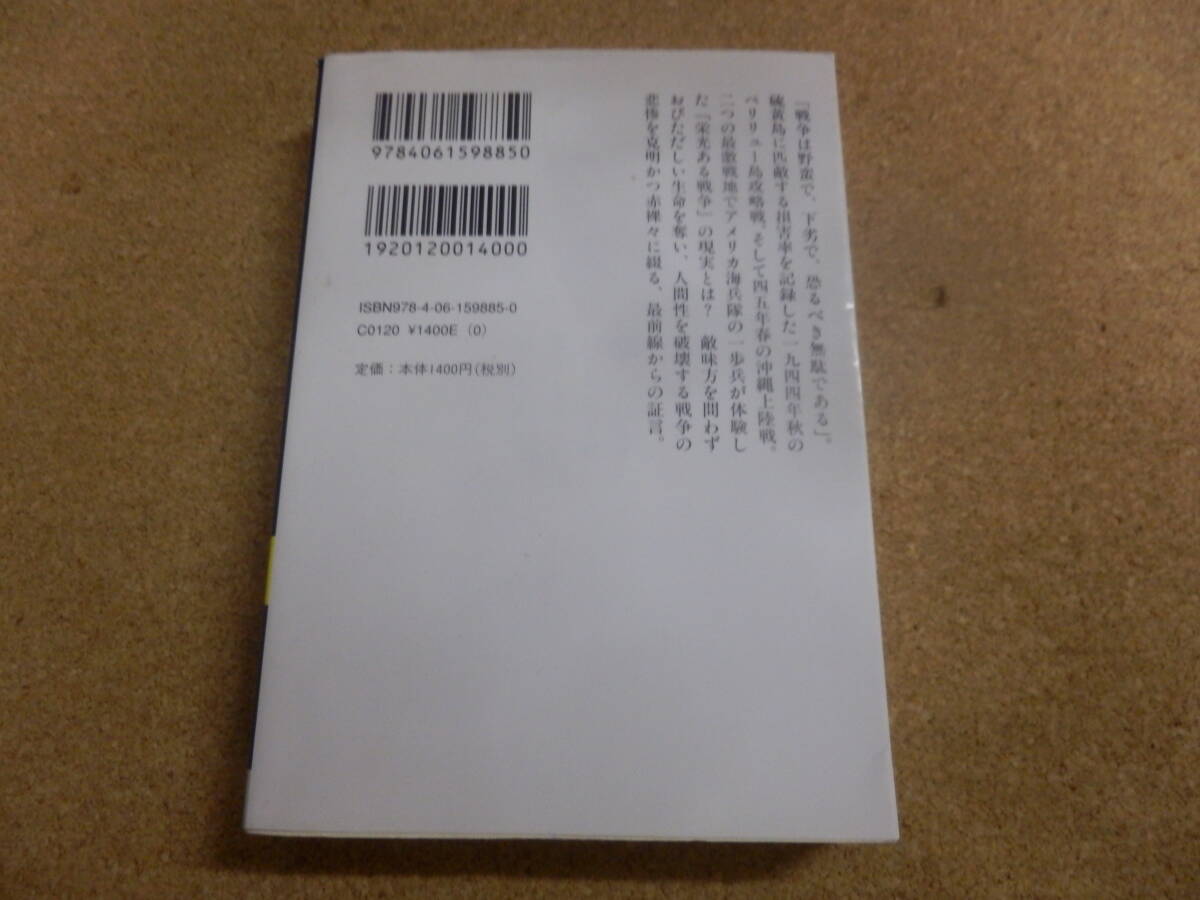 9784061598850
1920120014000
ISBN978-4-06-159885-0
C0120 ¥1400E (0)
定価：本体1400円(税別)
「戦争は野蛮で、下劣で、恐るべき無駄である」。
硫黄島に匹敵する損害率を記録した一九四四年秋の
ペリリュー島攻略戦。そして四五年春の沖縄上陸戦。
二つの最激戦地でアメリカ海兵隊の一歩兵が体験し
た「栄光ある戦争」の現実とは？　敵味方を問わず
おびただしい生命を奪い、人間性を破壊する戦争の
悲惨を克明かつ赤裸々に綴る、最前線からの証言。